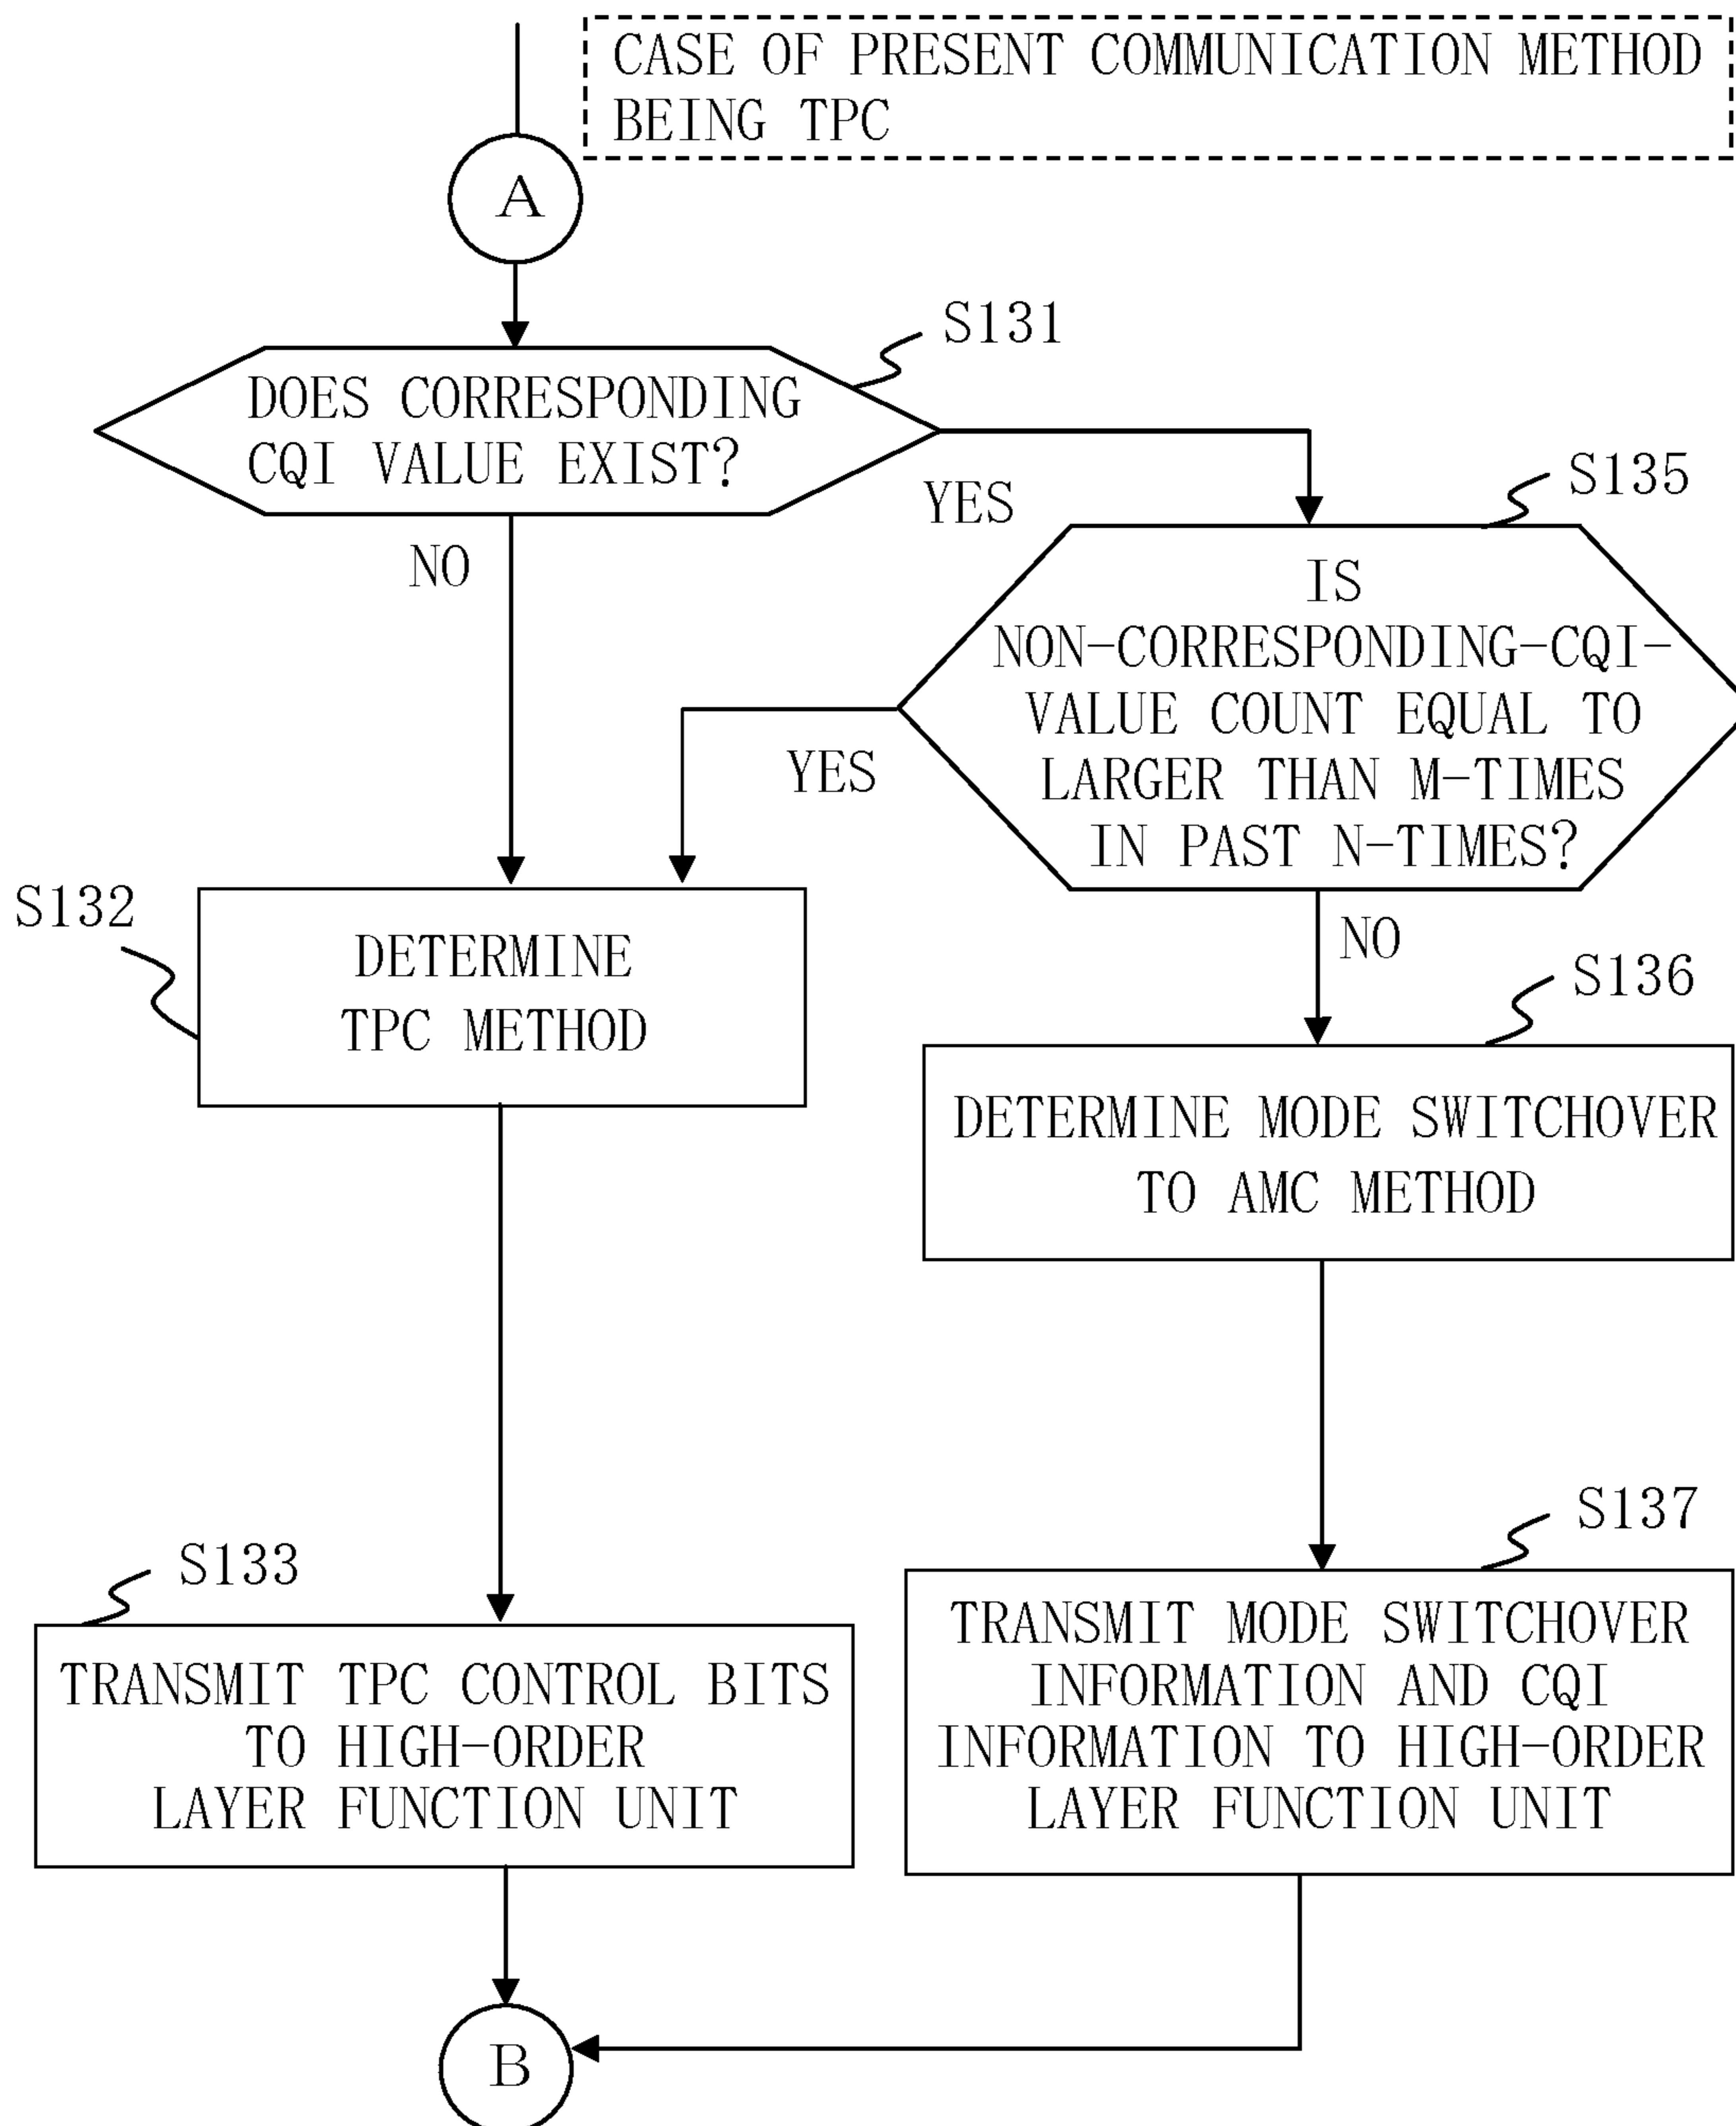 CASE OF PRESENT COMMUNICATION METHOD
BEING TPC
A
S131
DOES CORRESPONDING
CQI VALUE EXIST?
YES
NO
S135
IS
NON-CORRESPONDING-CQI-
VALUE COUNT EQUAL TO
LARGER THAN M-TIMES
IN PAST N-TIMES?
YES
NO
S132
DETERMINE
TPC METHOD
S136
DETERMINE MODE SWITCHOVER
TO AMC METHOD
S133
TRANSMIT TPC CONTROL BITS
TO HIGH-ORDER
LAYER FUNCTION UNIT
S137
TRANSMIT MODE SWITCHOVER
INFORMATION AND CQI
INFORMATION TO HIGH-ORDER
LAYER FUNCTION UNIT
B